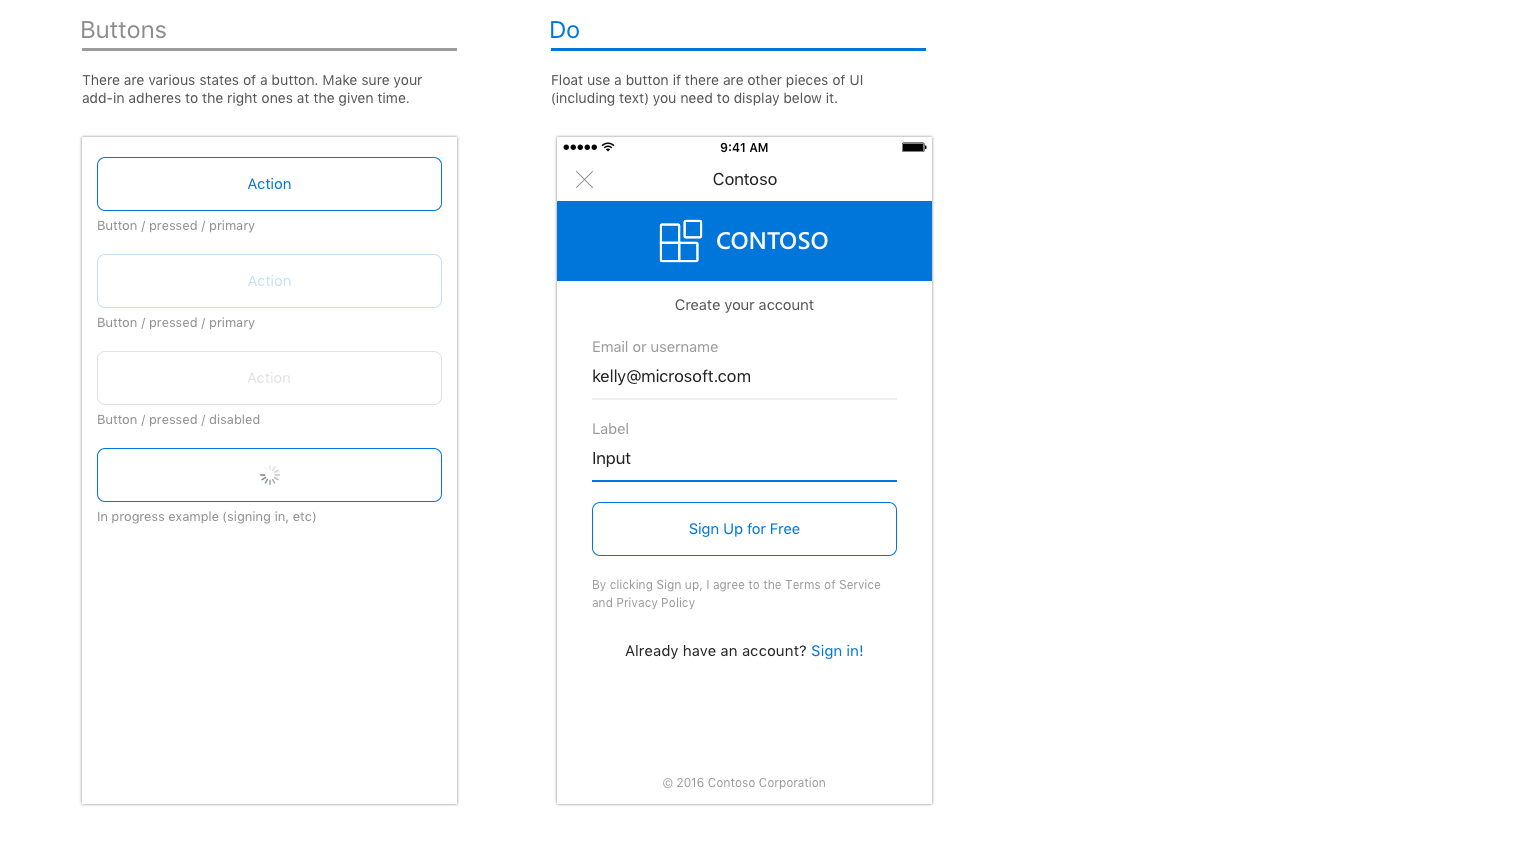 Buttons
There are various states of a button. Make sure your
add-in adheres to the right ones at the given time.
Action
Button / pressed / primary
Action
Button / pressed / primary
Action
Button / pressed / disabled
In progress example (signing in, etc)
Do
Float use a button if there are other pieces of UI
(including text) you need to display below it.
9:41 AM
Contoso
CONTOSO
Create your account
Email or username
kelly@microsoft.com
Label
Input
Sign Up for Free
By clicking Sign up, I agree to the Terms of Service
and Privacy Policy
Already have an account? Sign in!
© 2016 Contoso Corporation